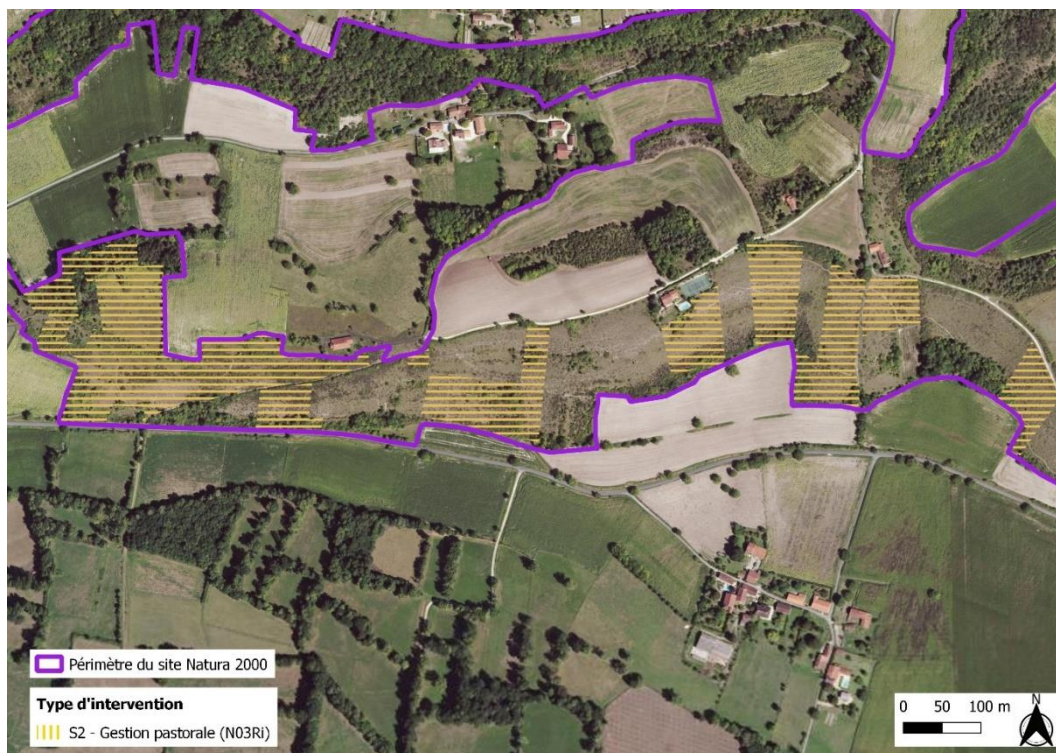 Périmètre du site Natura 2000
Type d'intervention
S2 - Gestion pastorale (N03Ri)
0 50 100 m
N